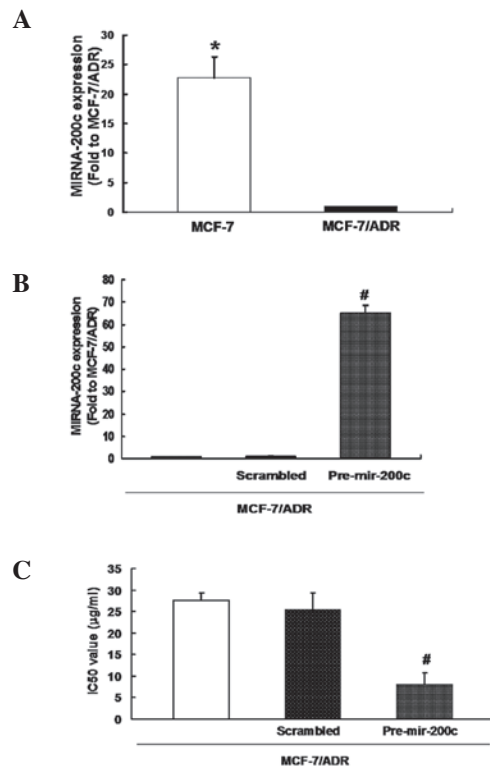 A
MIRNA-200c expression
(Fold to MCF-7/ADR)
30
25
20
15
10
5
0
*
MCF-7
MCF-7/ADR
B
MIRNA-200c expression
(Fold to MCF-7/ADR)
80
70
60
50
40
30
20
10
0
#
Scrambled
Pre-mir-200c
MCF-7/ADR
C
IC50 value (μg/ml)
35
30
25
20
15
10
5
0
#
Scrambled
Pre-mir-200c
MCF-7/ADR